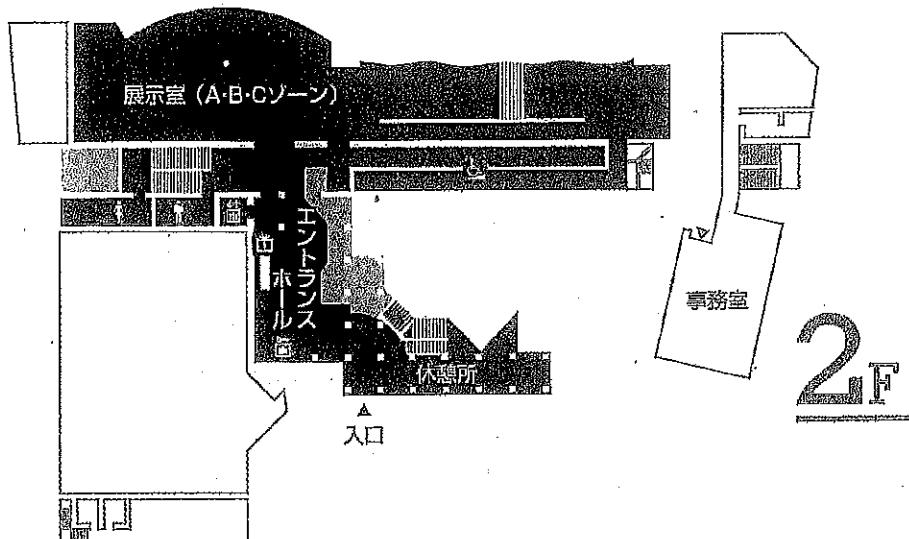 展示室(A・B・Cゾーン)
エントランス
ホール
休憩所
入口
事務室
2F